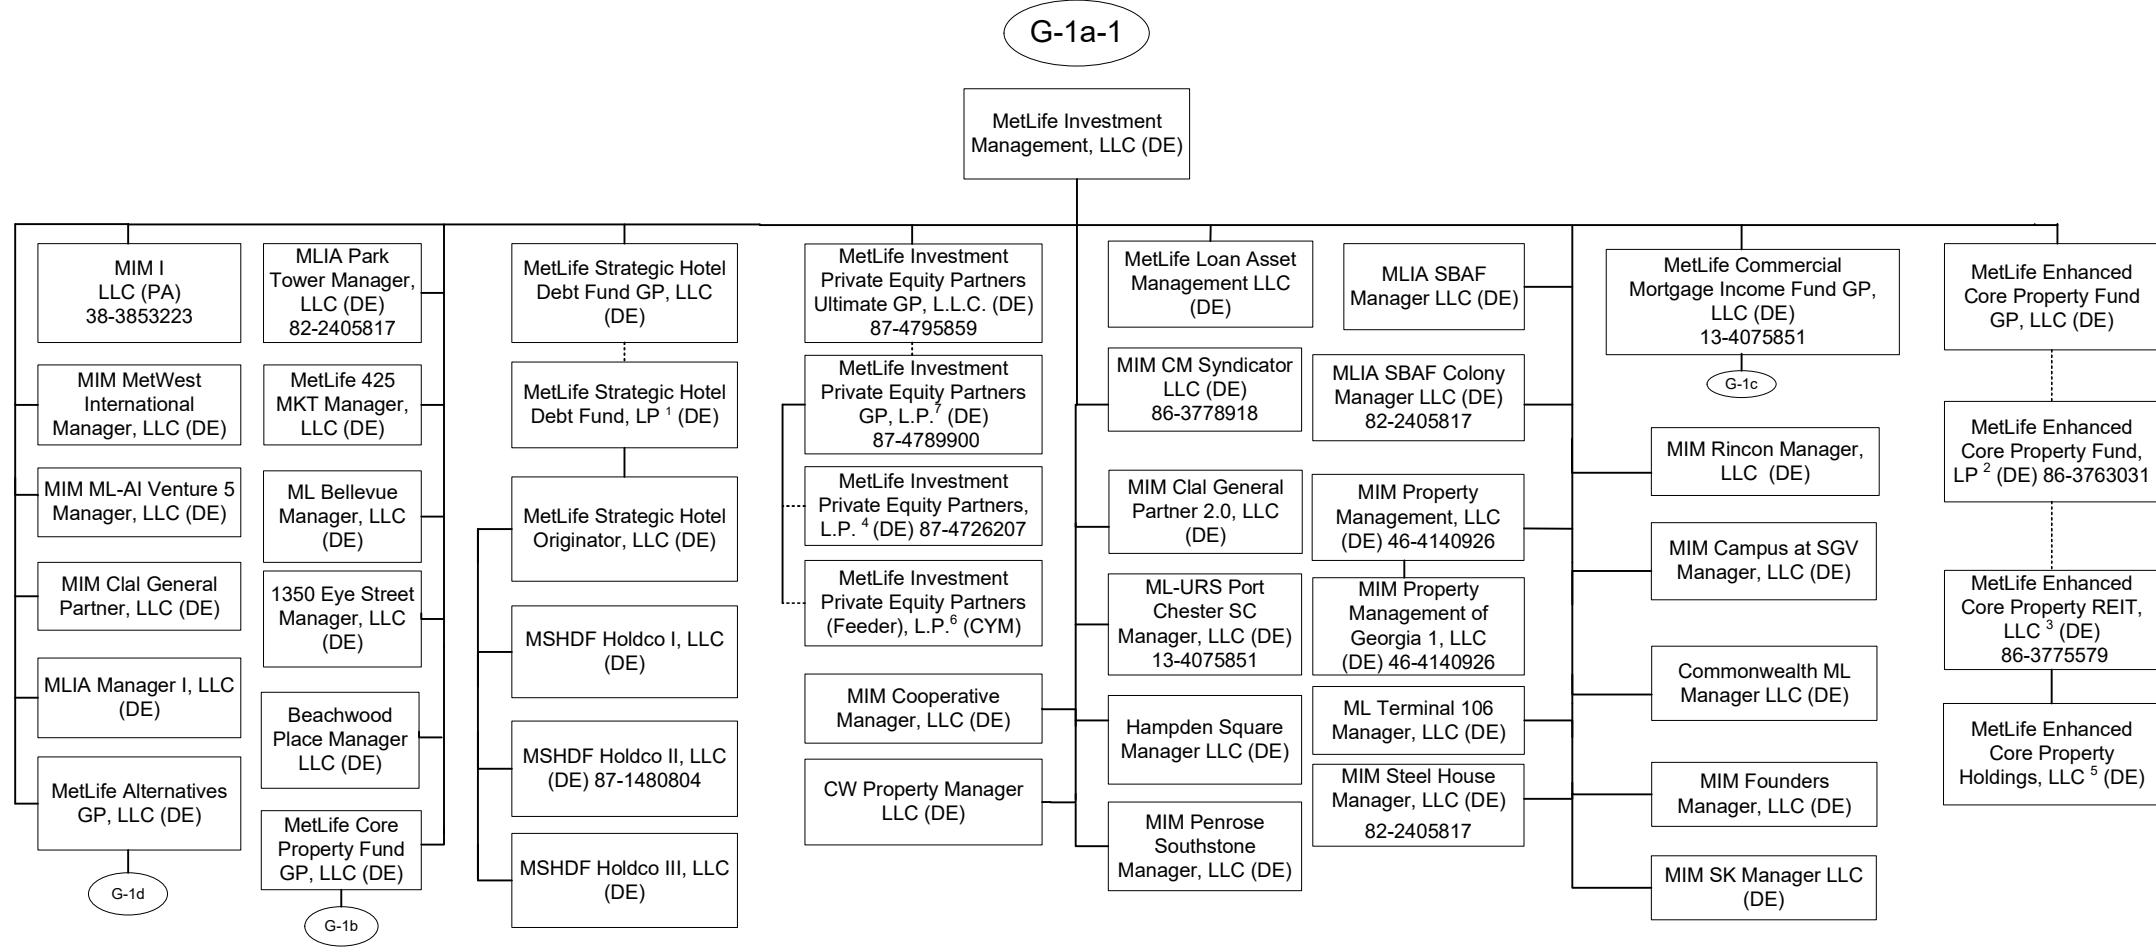 G-1a-1
MetLife Investment
Management, LLC (DE)
MIM I
LLC (PA)
38-3853223
MIM MetWest
International
Manager, LLC (DE)
MIM ML-AI Venture 5
Manager, LLC (DE)
MIM Clal General
Partner, LLC (DE)
MLIA Manager I, LLC
(DE)
MetLife Alternatives
GP, LLC (DE)
G-1d
MLIA Park
Tower Manager,
LLC (DE)
82-2405817
MetLife 425
MKT Manager,
LLC (DE)
ML Bellevue
Manager, LLC
(DE)
1350 Eye Street
Manager, LLC
(DE)
Beachwood
Place Manager
LLC (DE)
MetLife Core
Property Fund
GP, LLC (DE)
G-1b
MetLife Strategic Hotel
Debt Fund GP, LLC
(DE)
MetLife Strategic Hotel
Debt Fund, LP 1 (DE)
MetLife Strategic Hotel
Originator, LLC (DE)
MSHDF Holdco I, LLC
(DE)
MSHDF Holdco II, LLC
(DE) 87-1480804
MSHDF Holdco III, LLC
(DE)
MetLife Investment
Private Equity Partners
Ultimate GP, L.L.C. (DE)
87-4795859
MetLife Investment
Private Equity Partners
GP, L.P.7 (DE)
87-4789900
MetLife Investment
Private Equity Partners,
L.P. 4 (DE) 87-4726207
MetLife Investment
Private Equity Partners
(Feeder), L.P.6 (CYM)
MIM Cooperative
Manager, LLC (DE)
CW Property Manager
LLC (DE)
MetLife Loan Asset
Management LLC
(DE)
MIM CM Syndicator
LLC (DE)
86-3778918
MIM Clal General
Partner 2.0, LLC
(DE)
ML-URS Port
Chester SC
Manager, LLC (DE)
13-4075851
Hampden Square
Manager LLC (DE)
MIM Penrose
Southstone
Manager, LLC (DE)
MLIA SBAF
Manager LLC (DE)
MLIA SBAF Colony
Manager LLC (DE)
82-2405817
MIM Property
Management, LLC
(DE) 46-4140926
MIM Property
Management of
Georgia 1, LLC
(DE) 46-4140926
ML Terminal 106
Manager, LLC (DE)
MIM Steel House
Manager, LLC (DE)
82-2405817
MetLife Commercial
Mortgage Income Fund GP,
LLC (DE)
13-4075851
G-1c
MIM Rincon Manager,
LLC (DE)
MIM Campus at SGV
Manager, LLC (DE)
Commonwealth ML
Manager LLC (DE)
MIM Founders
Manager, LLC (DE)
MIM SK Manager LLC
(DE)
MetLife Enhanced
Core Property Fund
GP, LLC (DE)
MetLife Enhanced
Core Property Fund,
LP 2 (DE) 86-3763031
MetLife Enhanced
Core Property REIT,
LLC 3 (DE)
86-3775579
MetLife Enhanced
Core Property
Holdings, LLC 5 (DE)